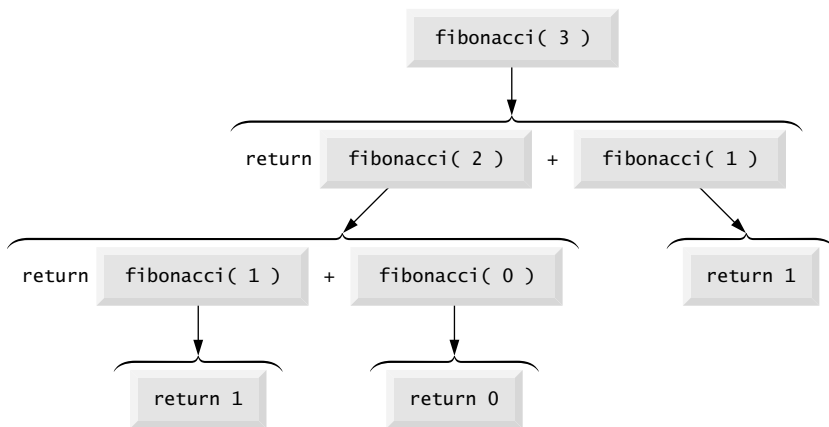 fibonacci( 3 )
return fibonacci( 2 ) + fibonacci( 1 )
return fibonacci( 1 ) + fibonacci( 0 ) return 1
return 1 return 0